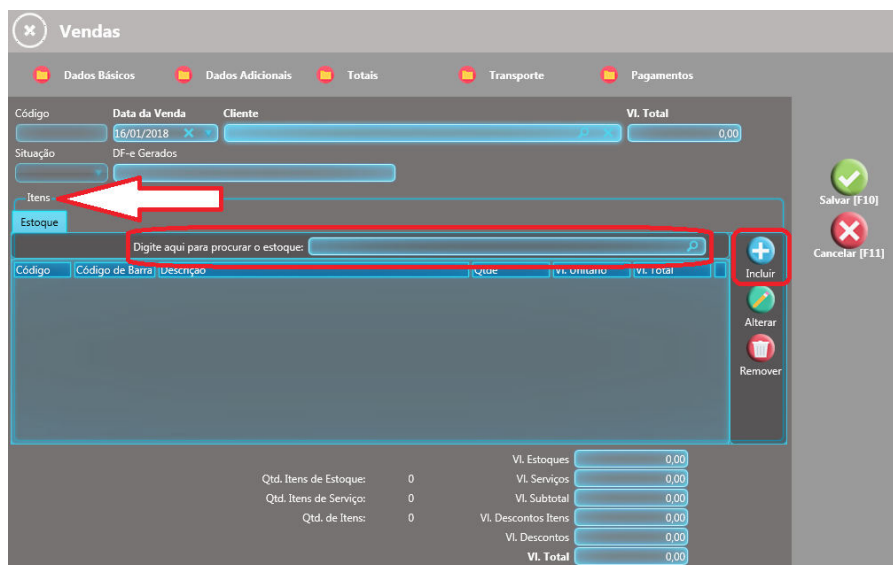 Vendas
Dados Básicos Dados Adicionais Totais Transporte Pagamentos
Código Data da Venda Cliente Vl. Total
16/01/2018 0,00
Situação DF-e Gerados
Salvar [F10]
Itens
Estoque
Digite aqui para procurar o estoque:
Cancelar [F11]
Incluir
Código Código de Barra Descrição Qtde Vl. Unitário Vl. Total
Alterar
Remover
Vl. Estoques 0,00
Qtd. Itens de Estoque: 0 Vl. Serviços 0,00
Qtd. Itens de Serviço: 0 Vl. Subtotal 0,00
Qtd. de Itens: 0 Vl. Descontos Itens 0,00
Vl. Descontos 0,00
Vl. Total 0,00